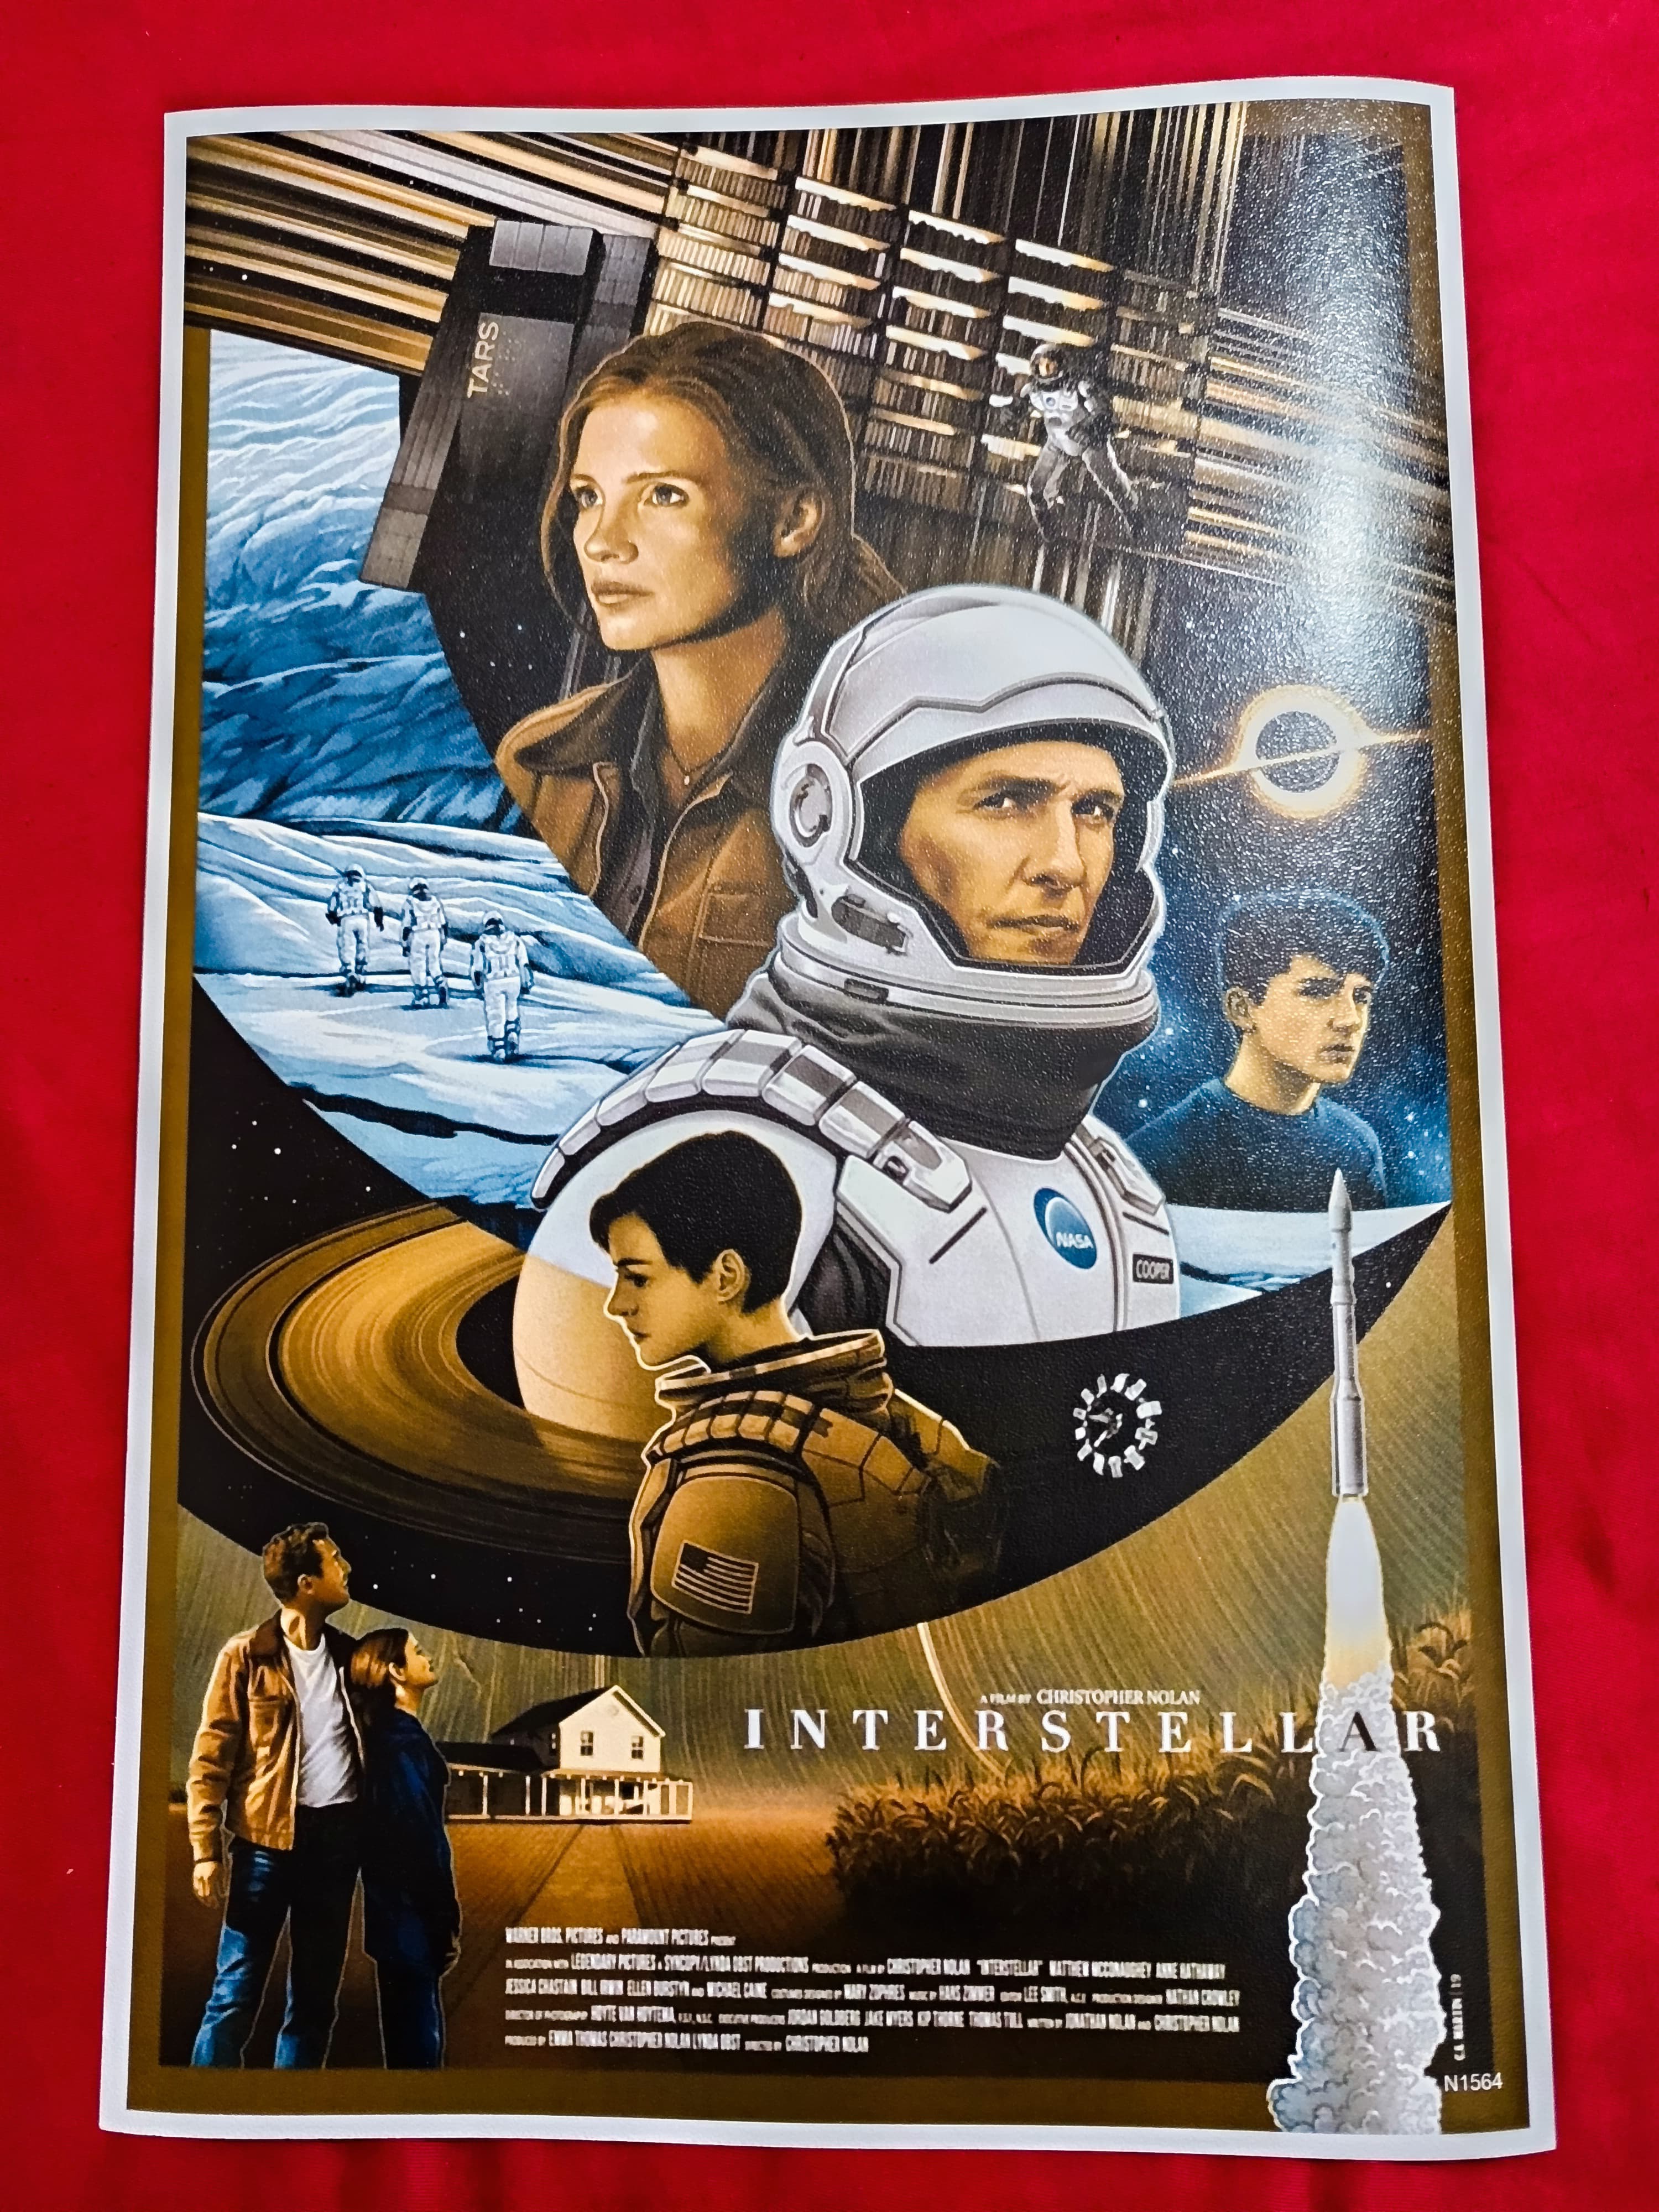 TARS
NASA
COOPER
A FILM BY CHRISTOPHER NOLAN
INTERSTELLAR
WARNER BROS. PICTURES AND PARAMOUNT PICTURES PRESENT
IN ASSOCIATION WITH LEGENDARY PICTURES A SYNCOPY/LYNDA OBST PRODUCTIONS PRODUCTION A FILM BY CHRISTOPHER NOLAN "INTERSTELLAR" MATTHEW MCCONAUGHEY ANNE HATHAWAY
JESSICA CHASTAIN BILL IRWIN ELLEN BURSTYN AND MICHAEL CAINE COSTUMES DESIGNED BY MARY ZOPHRES MUSIC BY HANS ZIMMER EDITOR LEE SMITH, A.C.E. PRODUCTION DESIGNER NATHAN CROWLEY
DIRECTOR OF PHOTOGRAPHY HOYTE VAN HOYTEMA, F.S.F., N.S.C. EXECUTIVE PRODUCERS JORDAN GOLDBERG JAKE MYERS KIP THORNE THOMAS TULL WRITTEN BY JONATHAN NOLAN AND CHRISTOPHER NOLAN
PRODUCED BY EMMA THOMAS CHRISTOPHER NOLAN LYNDA OBST DIRECTED BY CHRISTOPHER NOLAN
C.A. MARTIN | 19
N1564